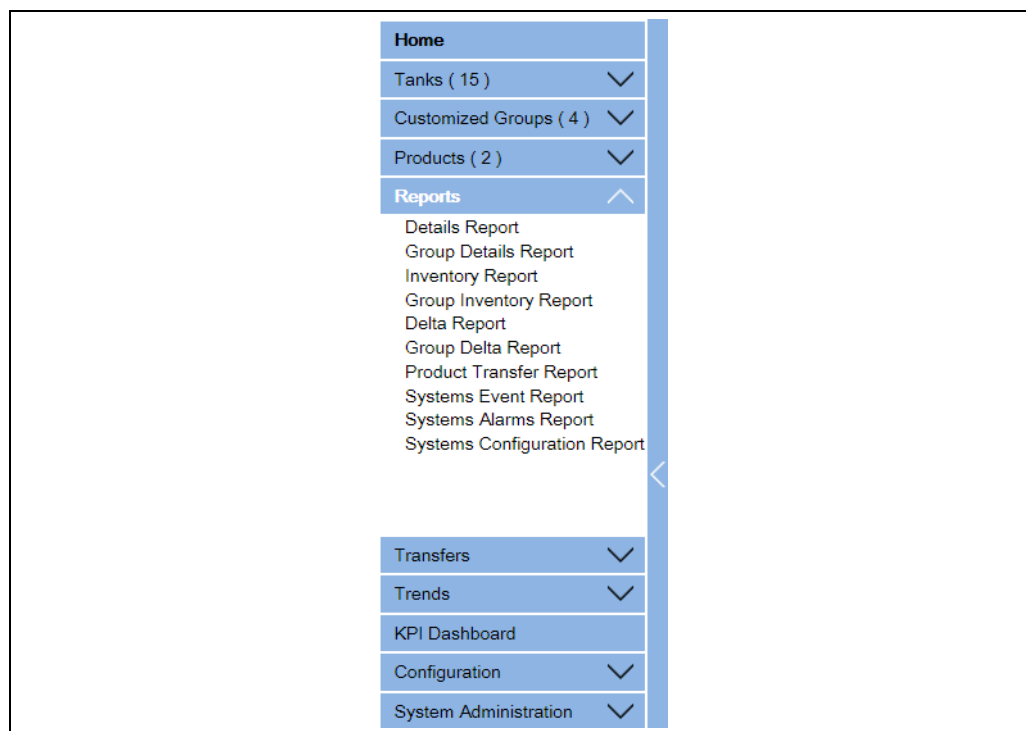 Home
Tanks ( 15 )
Customized Groups ( 4 )
Products ( 2 )
Reports
Details Report
Group Details Report
Inventory Report
Group Inventory Report
Delta Report
Group Delta Report
Product Transfer Report
Systems Event Report
Systems Alarms Report
Systems Configuration Report
Transfers
Trends
KPI Dashboard
Configuration
System Administration